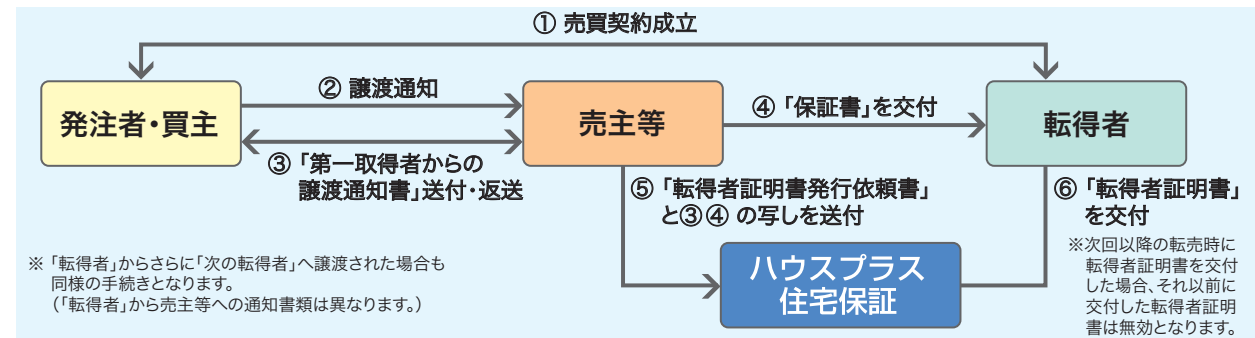 ① 売買契約成立
発注者・買主
② 譲渡通知
③「第一取得者からの
譲渡通知書」送付・返送
売主等
④「保証書」を交付
転得者
⑤「転得者証明書発行依頼書」
と③④ の写しを送付
ハウスプラス
住宅保証
⑥「転得者証明書」
を交付
※次回以降の転売時に
転得者証明書を交付
した場合、それ以前に
交付した転得者証明
書は無効となります。
※「転得者」からさらに「次の転得者」へ譲渡された場合も
同様の手続きとなります。
（「転得者」から売主等への通知書類は異なります。）